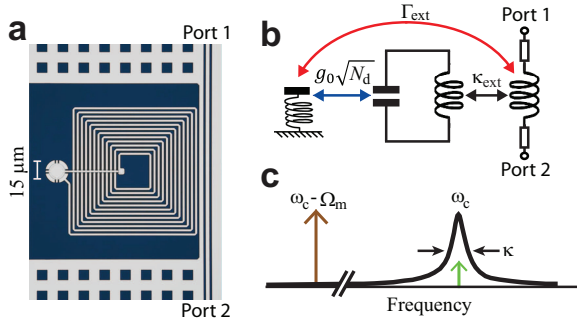 a
Port 1
15 μm
Port 2
b
Port 1
Γext
g0√Nd
κext
Port 2
c
ωc-Ωm
ωc
κ
Frequency